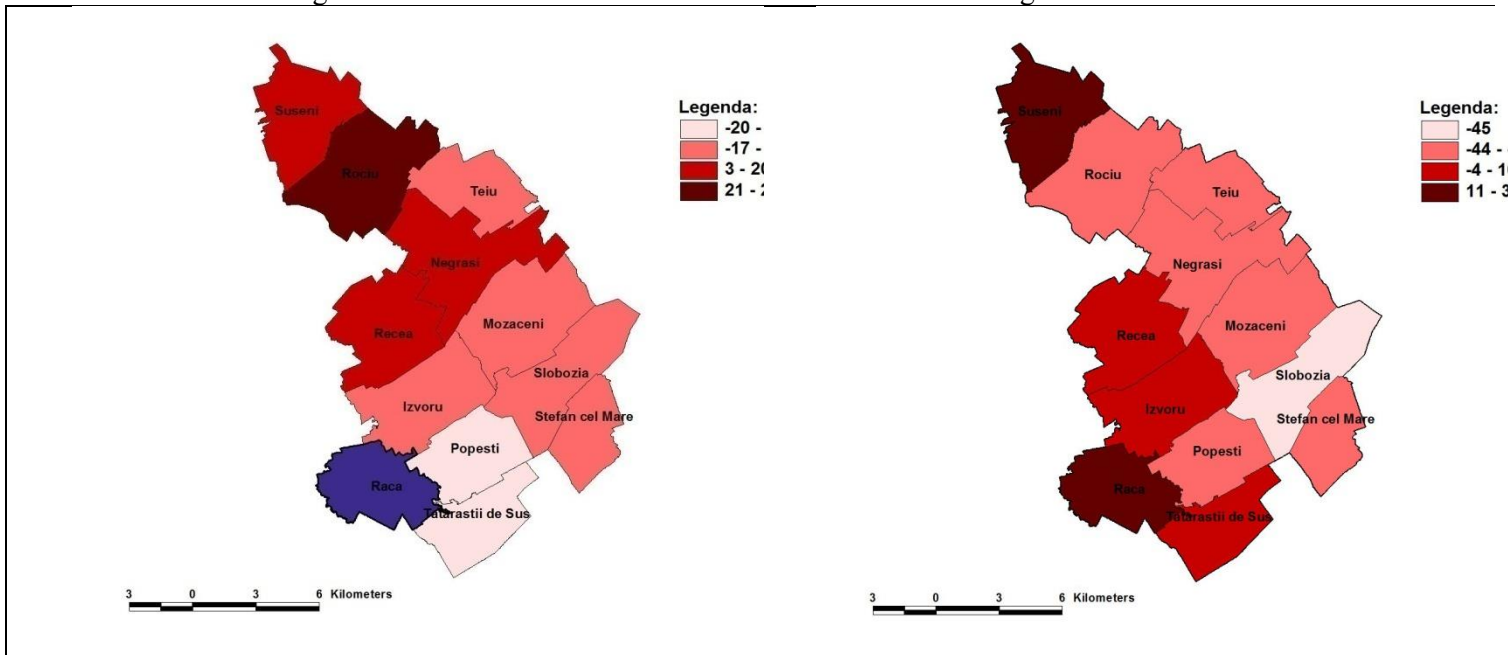 Legenda:
-20 -
-17 -
3 - 20
21 - 2
Suseni
Rociu
Teiu
Negrasi
Recea
Mozaceni
Slobozia
Izvoru
Stefan cel Mare
Popesti
Raca
Tatarastii de Sus
3 0 3 6 Kilometers
Legenda:
-45
-44 -
-4 - 10
11 - 3
Suseni
Rociu
Teiu
Negrasi
Recea
Mozaceni
Slobozia
Izvoru
Stefan cel Mare
Popesti
Raca
Tatarastii de Sus
3 0 3 6 Kilometers